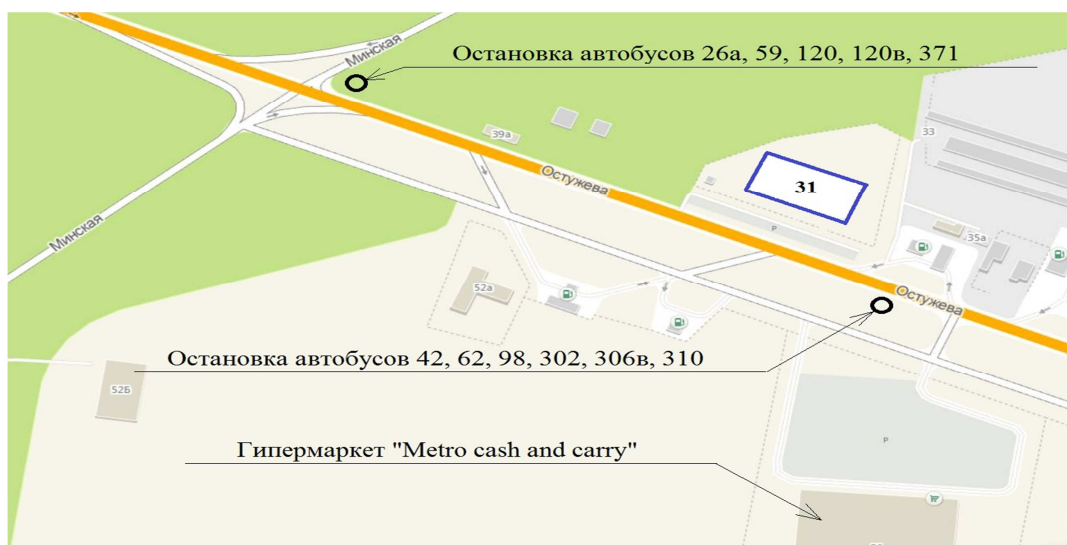 Минская
Остановка автобусов 26а, 59, 120, 120в, 371
39а
33
Остужева
31
Р
35а
Минская
52а
Остужева
Остановка автобусов 42, 62, 98, 302, 306в, 310
52Б
Гипермаркет "Metro cash and carry"
Р